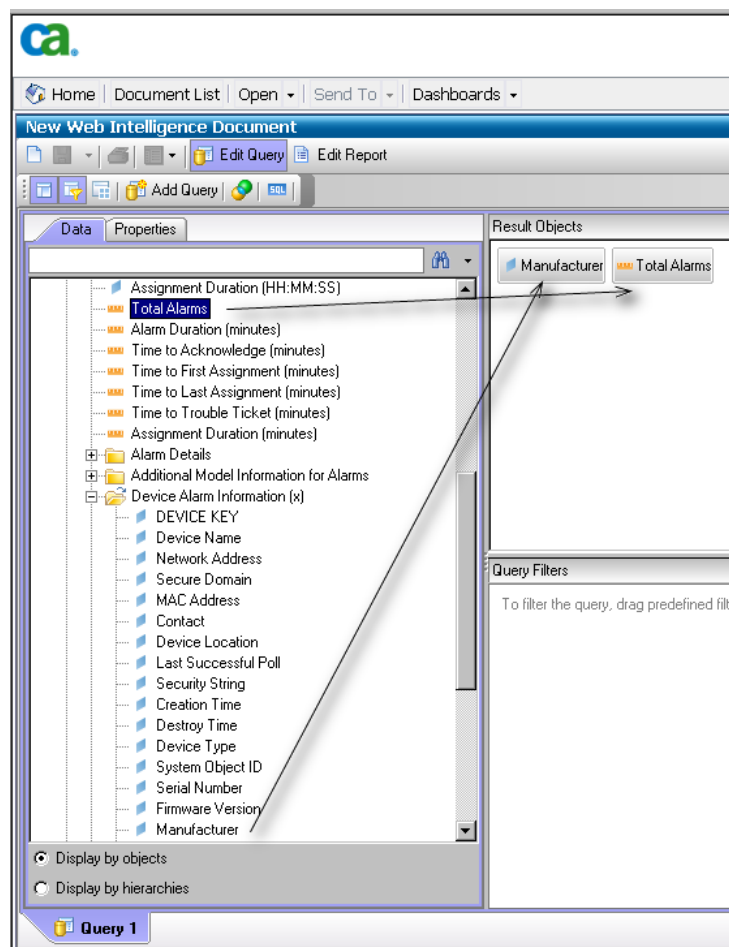 ca.
Home Document List Open Send To Dashboards
New Web Intelligence Document
Edit Query Edit Report
Add Query SQL
Data Properties
Result Objects
Manufacturer Total Alarms
Assignment Duration (HH:MM:SS)
Total Alarms
Alarm Duration (minutes)
Time to Acknowledge (minutes)
Time to First Assignment (minutes)
Time to Last Assignment (minutes)
Time to Trouble Ticket (minutes)
Assignment Duration (minutes)
Alarm Details
Additional Model Information for Alarms
Device Alarm Information (x)
DEVICE KEY
Device Name
Network Address
Secure Domain
MAC Address
Contact
Device Location
Last Successful Poll
Security String
Creation Time
Destroy Time
Device Type
System Object ID
Serial Number
Firmware Version
Manufacturer
Query Filters
To filter the query, drag predefined filt
Display by objects
Display by hierarchies
Query 1